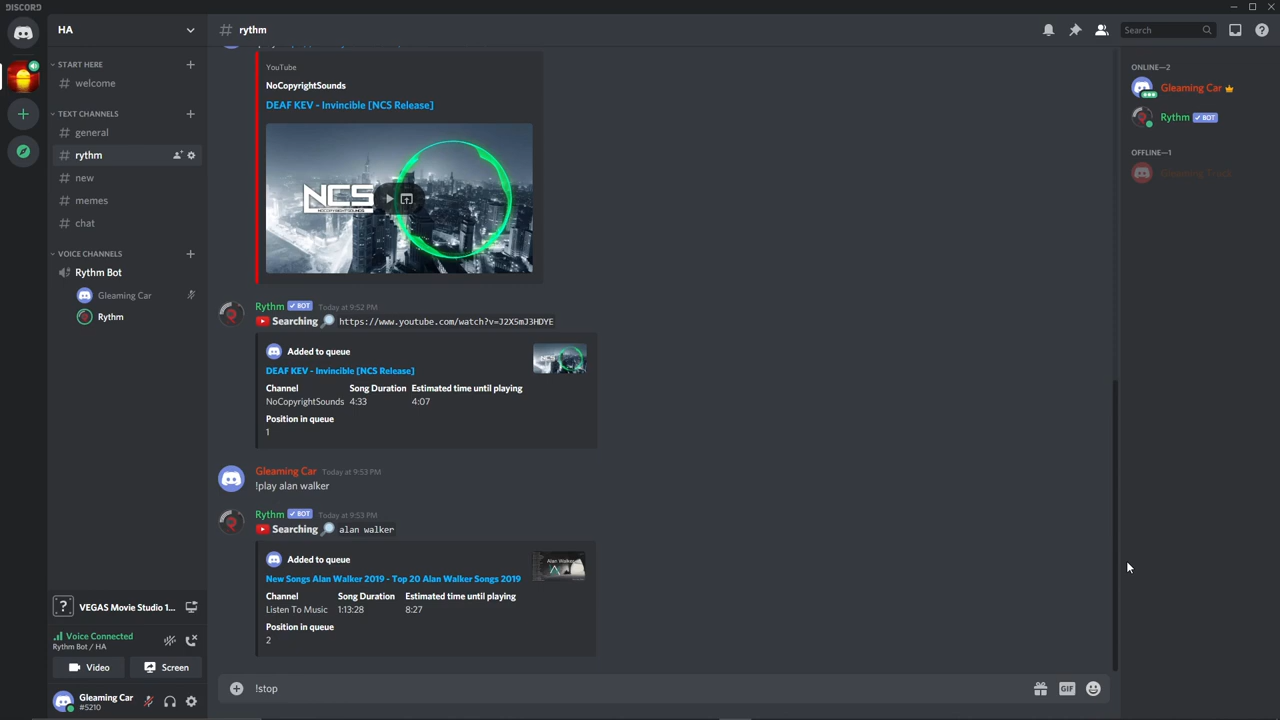 DISCORD
HA
# rythm
Search
START HERE
# welcome
TEXT CHANNELS
# general
# rythm
# new
# memes
# chat
VOICE CHANNELS
Rythm Bot
Gleaming Car
Rythm
VEGAS Movie Studio 1...
Voice Connected
Rythm Bot / HA
Video
Screen
Gleaming Car
#5210
YouTube
NoCopyrightSounds
DEAF KEV - Invincible [NCS Release]
NCS
NOCOPYRIGHTSOUNDS
Rythm BOT Today at 9:52 PM
Searching https://www.youtube.com/watch?v=J2X5mJ3HDYE
Added to queue
DEAF KEV - Invincible [NCS Release]
Channel Song Duration Estimated time until playing
NoCopyrightSounds 4:33 4:07
Position in queue
1
Gleaming Car Today at 9:53 PM
!play alan walker
Rythm BOT Today at 9:53 PM
Searching alan walker
Added to queue
Alan Walker
New Songs Alan Walker 2019 - Top 20 Alan Walker Songs 2019
Channel Song Duration Estimated time until playing
Listen To Music 1:13:28 8:27
Position in queue
2
!stop
GIF
ONLINE—2
Gleaming Car
Rythm BOT
OFFLINE—1